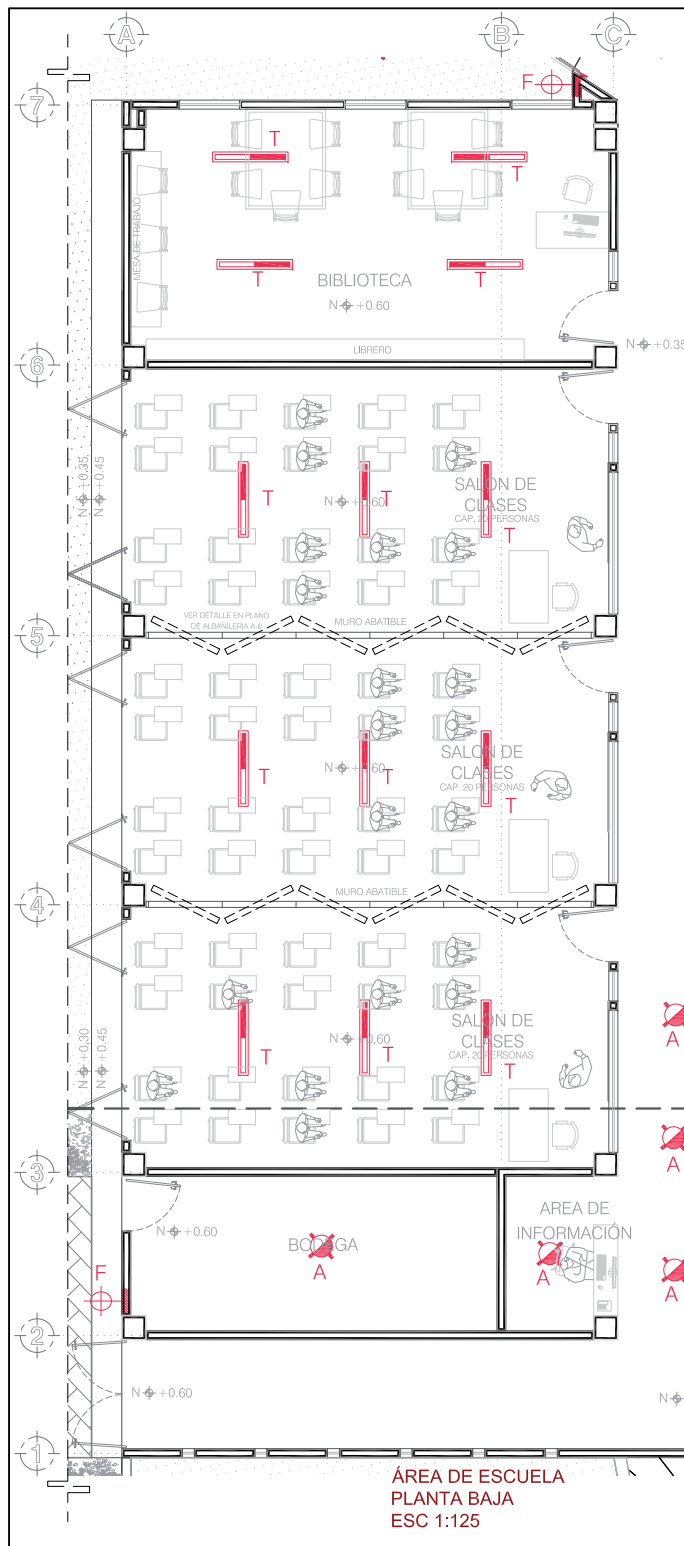 A
B
C
7
F
T
T
MESA DE TRABAJO
T
T
BIBLIOTECA
N +0.60
LIBRERO
N +0.35
6
N +0.35
N +0.45
SALON DE
CLASES
CAP. 20 PERSONAS
N +0.60
T
T
T
VER DETALLE EN PLANO
DE ALBAÑILERIA A-6
MURO ABATIBLE
5
SALON DE
CLASES
CAP. 20 PERSONAS
N +0.60
T
T
T
MURO ABATIBLE
4
SALON DE
CLASES
CAP. 20 PERSONAS
N +0.60
T
T
T
N +0.30
N +0.45
A
A
3
AREA DE
INFORMACIÓN
N +0.60
BODEGA
A
A
A
F
2
N +0.60
N
1
ÁREA DE ESCUELA
PLANTA BAJA
ESC 1:125